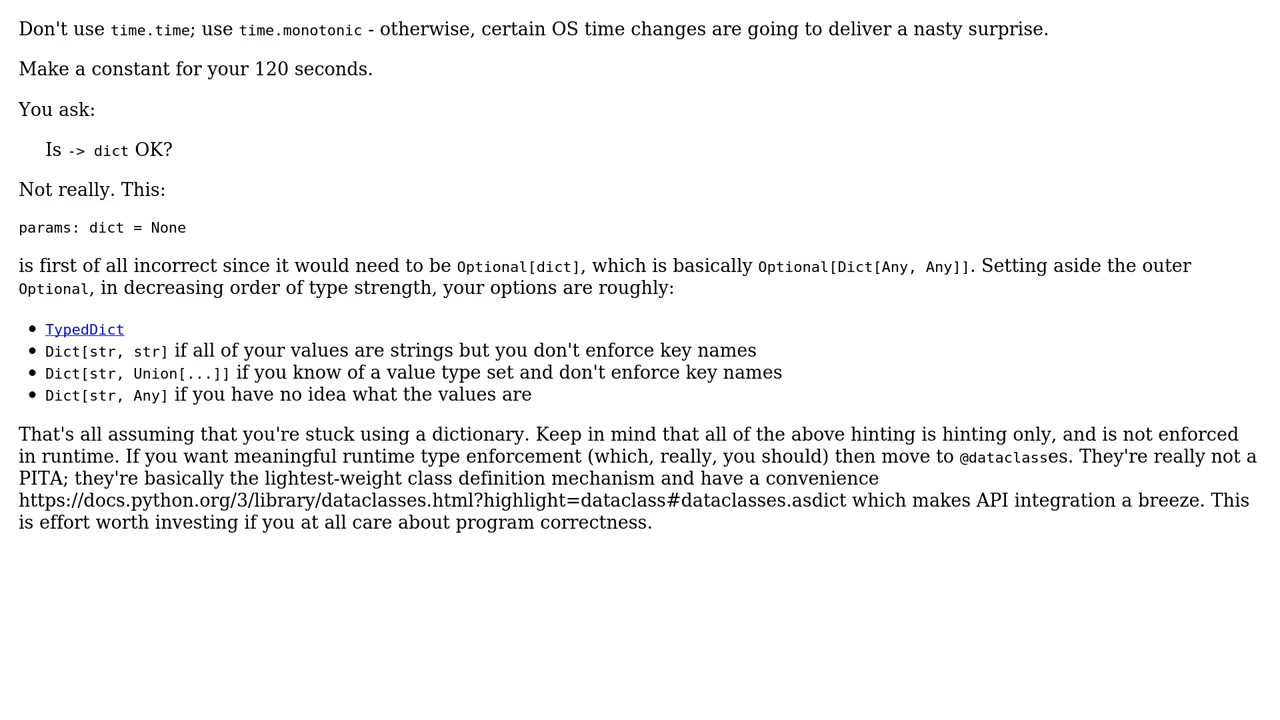 Don't use time.time; use time.monotonic - otherwise, certain OS time changes are going to deliver a nasty surprise.
Make a constant for your 120 seconds.
You ask:
Is -> dict OK?
Not really. This:
params: dict = None
is first of all incorrect since it would need to be Optional[dict], which is basically Optional[Dict[Any, Any]]. Setting aside the outer
Optional, in decreasing order of type strength, your options are roughly:
• TypedDict
• Dict[str, str] if all of your values are strings but you don't enforce key names
• Dict[str, Union[...]] if you know of a value type set and don't enforce key names
• Dict[str, Any] if you have no idea what the values are
That's all assuming that you're stuck using a dictionary. Keep in mind that all of the above hinting is hinting only, and is not enforced
in runtime. If you want meaningful runtime type enforcement (which, really, you should) then move to @dataclasses. They're really not a
PITA; they're basically the lightest-weight class definition mechanism and have a convenience
https://docs.python.org/3/library/dataclasses.html?highlight=dataclass#dataclasses.asdict which makes API integration a breeze. This
is effort worth investing if you at all care about program correctness.